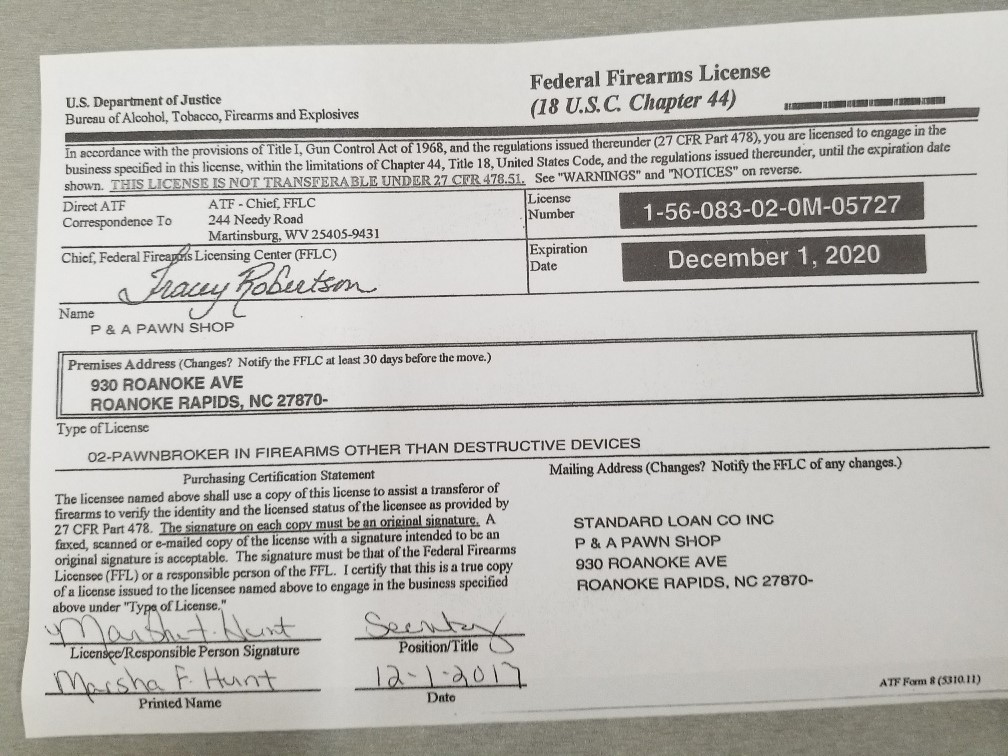 U.S. Department of Justice
Bureau of Alcohol, Tobacco, Firearms and Explosives
Federal Firearms License
(18 U.S.C. Chapter 44)
In accordance with the provisions of Title I, Gun Control Act of 1968, and the regulations issued thereunder (27 CFR Part 478), you are licensed to engage in the
business specified in this license, within the limitations of Chapter 44, Title 18, United States Code, and the regulations issued thereunder, until the expiration date
shown. THIS LICENSE IS NOT TRANSFERABLE UNDER 27 CFR 478.51. See "WARNINGS" and "NOTICES" on reverse.
Direct ATF
Correspondence To
ATF - Chief, FFLC
244 Needy Road
Martinsburg, WV 25405-9431
License
Number
1-56-083-02-0M-05727
Chief, Federal Firearms Licensing Center (FFLC)
Tracey Robertson
Expiration
Date
December 1, 2020
Name
P & A PAWN SHOP
Premises Address (Changes? Notify the FFLC at least 30 days before the move.)
930 ROANOKE AVE
ROANOKE RAPIDS, NC 27870-
Type of License
02-PAWNBROKER IN FIREARMS OTHER THAN DESTRUCTIVE DEVICES
Purchasing Certification Statement
The licensee named above shall use a copy of this license to assist a transferor of
firearms to verify the identity and the licensed status of the licensee as provided by
27 CFR Part 478. The signature on each copy must be an original signature. A
faxed, scanned or e-mailed copy of the license with a signature intended to be an
original signature is acceptable. The signature must be that of the Federal Firearms
Licensee (FFL) or a responsible person of the FFL. I certify that this is a true copy
of a license issued to the licensee named above to engage in the business specified
above under "Type of License."
Mailing Address (Changes? Notify the FFLC of any changes.)
STANDARD LOAN CO INC
P & A PAWN SHOP
930 ROANOKE AVE
ROANOKE RAPIDS, NC 27870-
Licensee/Responsible Person Signature
Position/Title
Marsha F. Hunt
Printed Name
12-1-2017
Date
ATF Form 8 (5310.11)